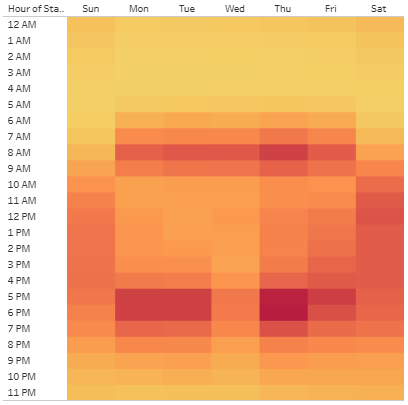 Hour of Sta.. Sun Mon Tue Wed Thu Fri Sat
12 AM
1 AM
2 AM
3 AM
4 AM
5 AM
6 AM
7 AM
8 AM
9 AM
10 AM
11 AM
12 PM
1 PM
2 PM
3 PM
4 PM
5 PM
6 PM
7 PM
8 PM
9 PM
10 PM
11 PM